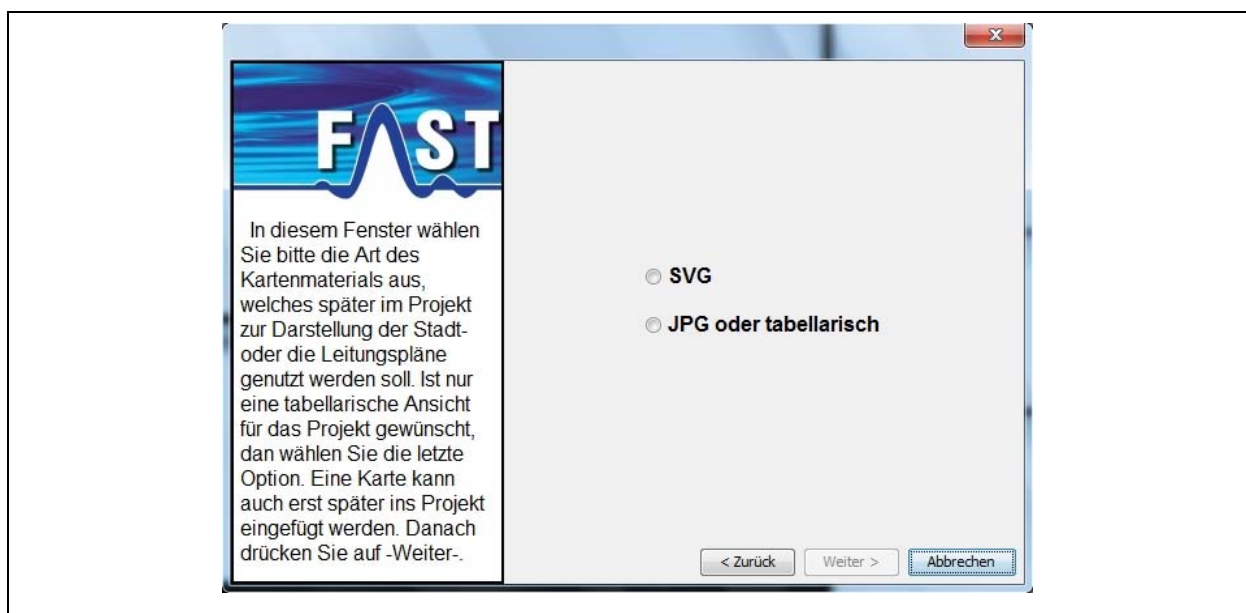 X
FAST
In diesem Fenster wählen
Sie bitte die Art des
Kartenmaterials aus,
welches später im Projekt
zur Darstellung der Stadt-
oder die Leitungspläne
genutzt werden soll. Ist nur
eine tabellarische Ansicht
für das Projekt gewünscht,
dan wählen Sie die letzte
Option. Eine Karte kann
auch erst später ins Projekt
eingefügt werden. Danach
drücken Sie auf -Weiter-.
SVG
JPG oder tabellarisch
< Zurück Weiter > Abbrechen